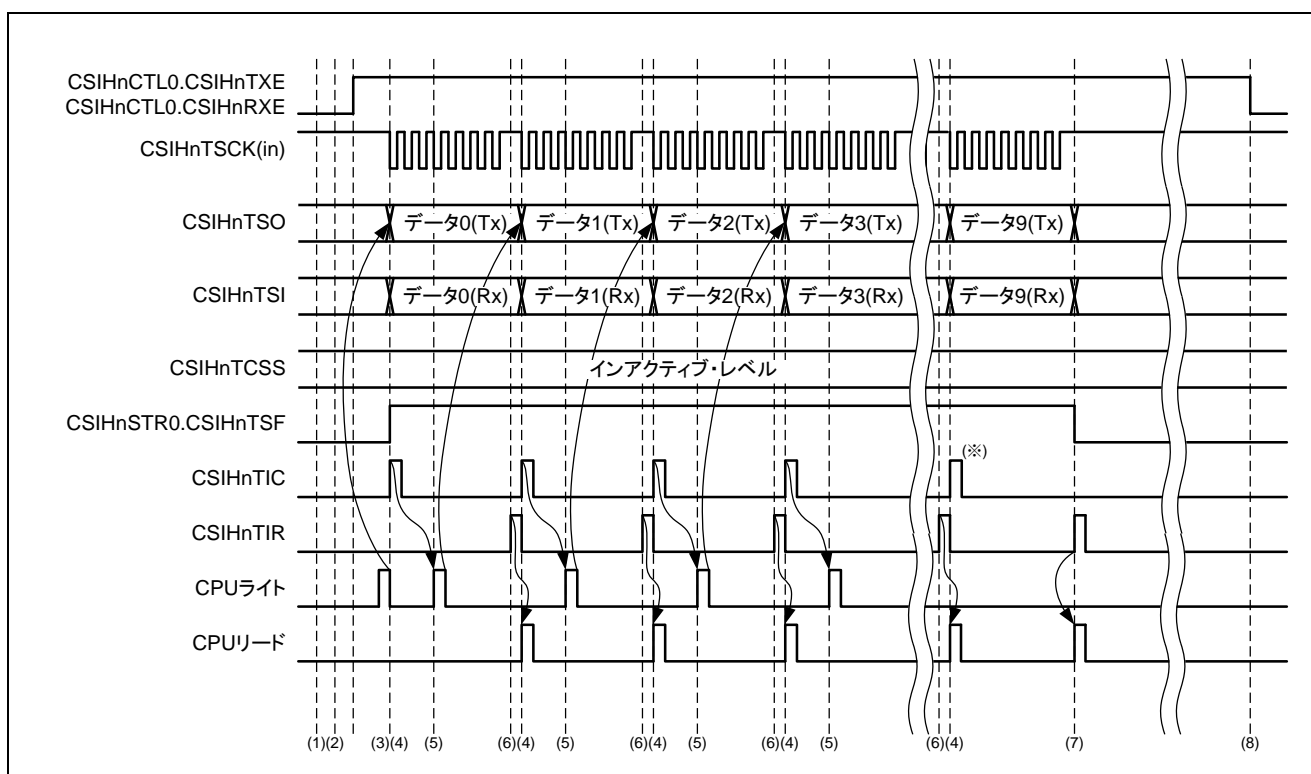 CSIHnCTL0.CSIHnTXE
CSIHnCTL0.CSIHnRXE
CSIHnTSCK(in)
CSIHnTSO
データ0(Tx)
データ1(Tx)
データ2(Tx)
データ3(Tx)
データ9(Tx)
CSIHnTSI
データ0(Rx)
データ1(Rx)
データ2(Rx)
データ3(Rx)
データ9(Rx)
CSIHnTCSS
インアクティブ・レベル
CSIHnSTR0.CSIHnTSF
CSIHnTIC
(※)
CSIHnTIR
CPUライト
CPUリード
(1)(2) (3)(4) (5) (6)(4) (5) (6)(4) (5) (6)(4) (5) (6)(4) (7) (8)